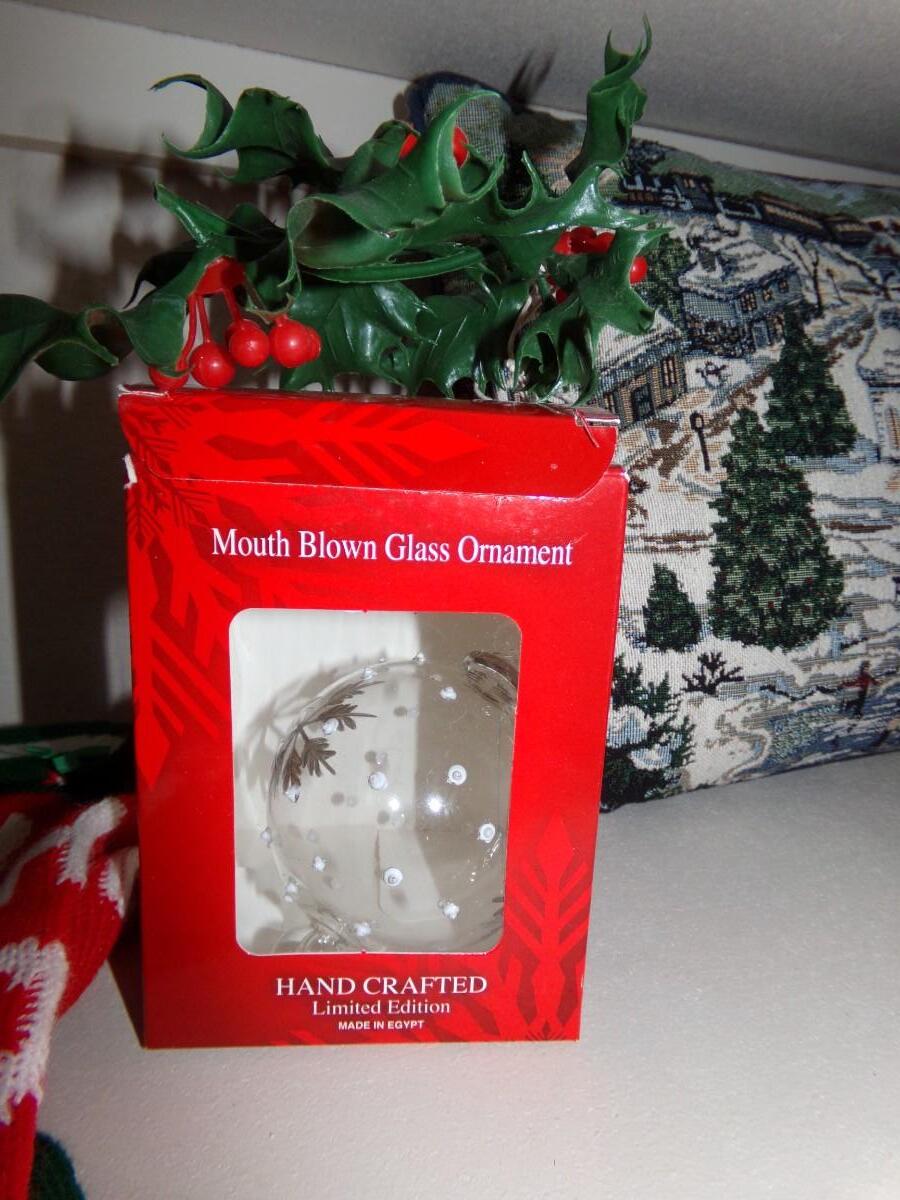 Mouth Blown Glass Ornament
HAND CRAFTED
Limited Edition
MADE IN EGYPT